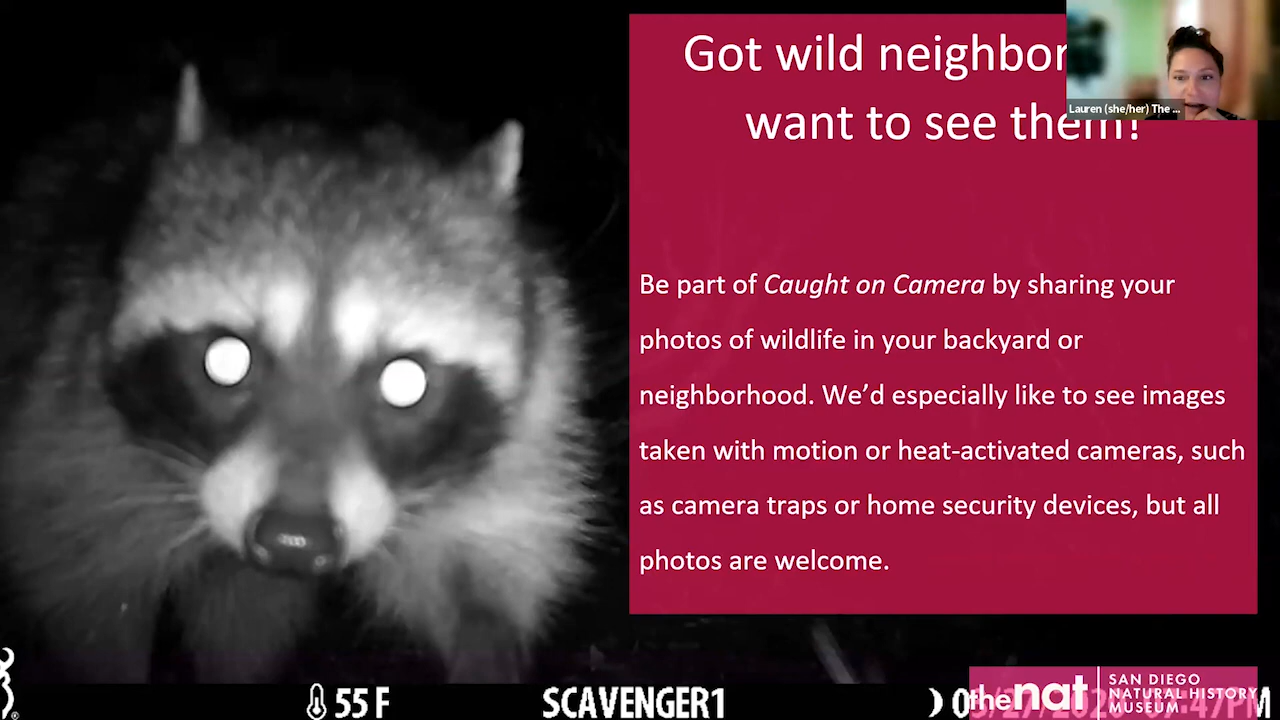 Got wild neighbor
want to see them!
Lauren (she/her) The ...
Be part of Caught on Camera by sharing your
photos of wildlife in your backyard or
neighborhood. We’d especially like to see images
taken with motion or heat-activated cameras, such
as camera traps or home security devices, but all
photos are welcome.
55 F
SCAVENGER1
the nat
SAN DIEGO
NATURAL HISTORY
MUSEUM